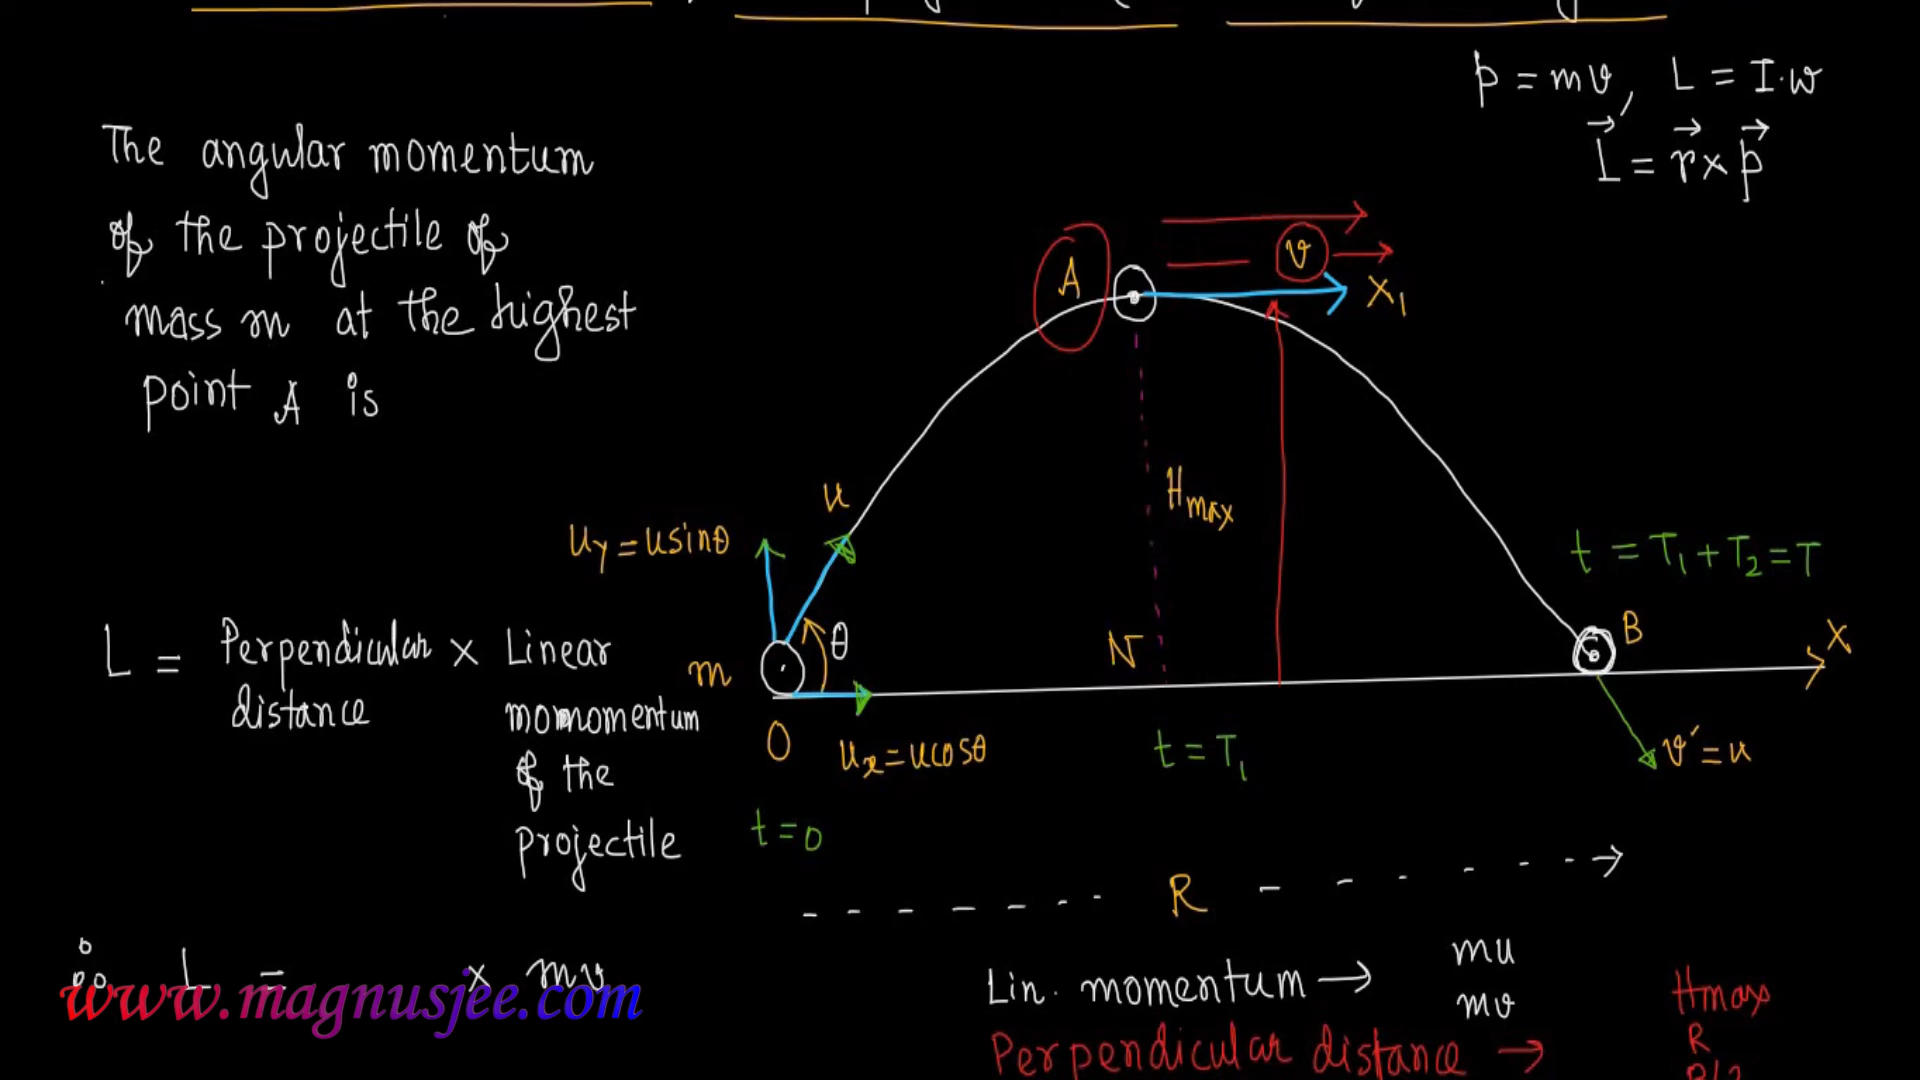 p = mv, L = I.w
L = r x p
The angular momentum
of the projectile of
mass m at the highest
point A is
A
v
X1
u
Hmax
uy = usinθ
t = T1 + T2 = T
θ
N
B
X
m
L = Perpendicular distance x Linear momomentum of the projectile
O
ux = ucosθ
t = T1
v' = u
t = 0
R
∴ L = x mv
www.magnusjee.com
Lin. momentum → mu
mv
Hmax
R
Perpendicular distance →